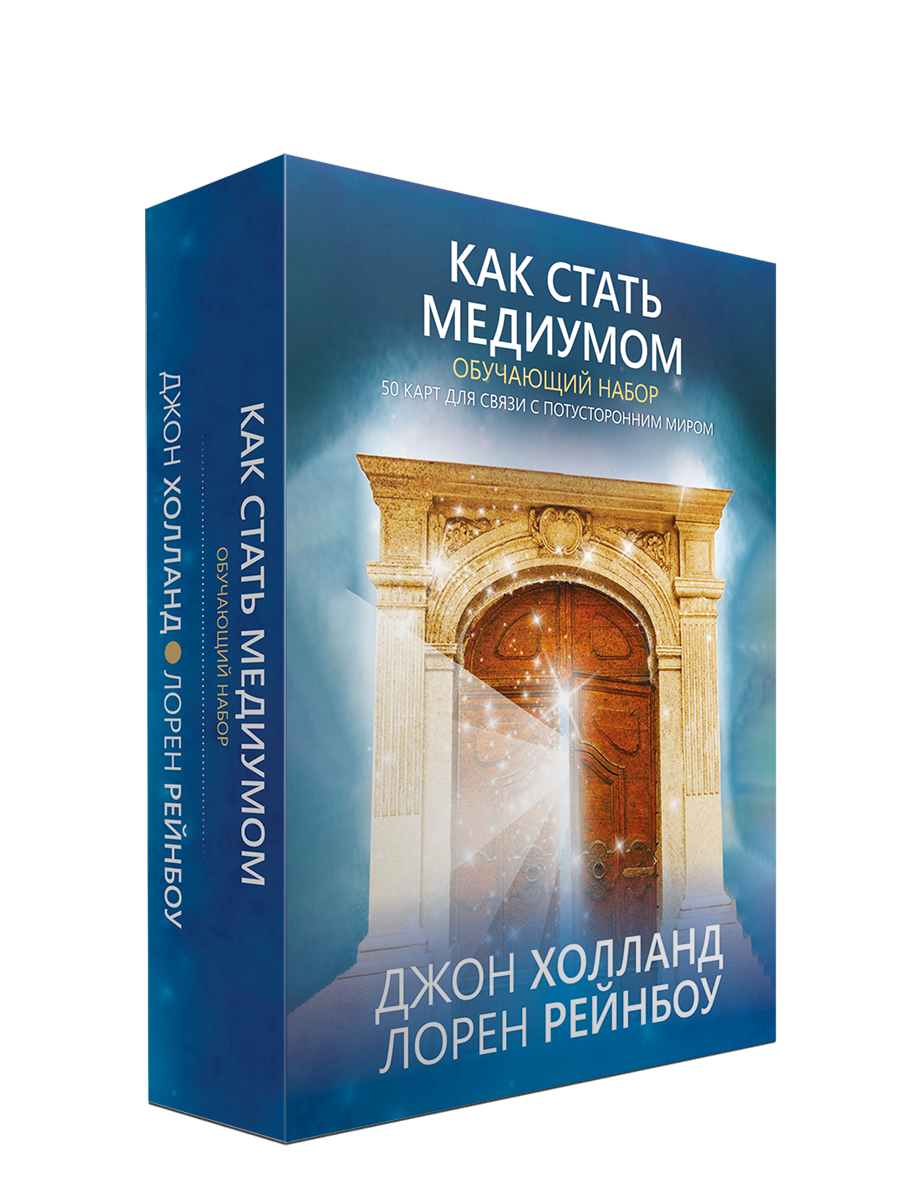 КАК СТАТЬ
МЕДИУМОМ
ОБУЧАЮЩИЙ НАБОР
50 КАРТ ДЛЯ СВЯЗИ С ПОТУСТОРОННИМ МИРОМ
ДЖОН ХОЛЛАНД
ЛОРЕН РЕЙНБОУ
КАК СТАТЬ МЕДИУМОМ
ОБУЧАЮЩИЙ НАБОР
ДЖОН ХОЛЛАНД • ЛОРЕН РЕЙНБОУ